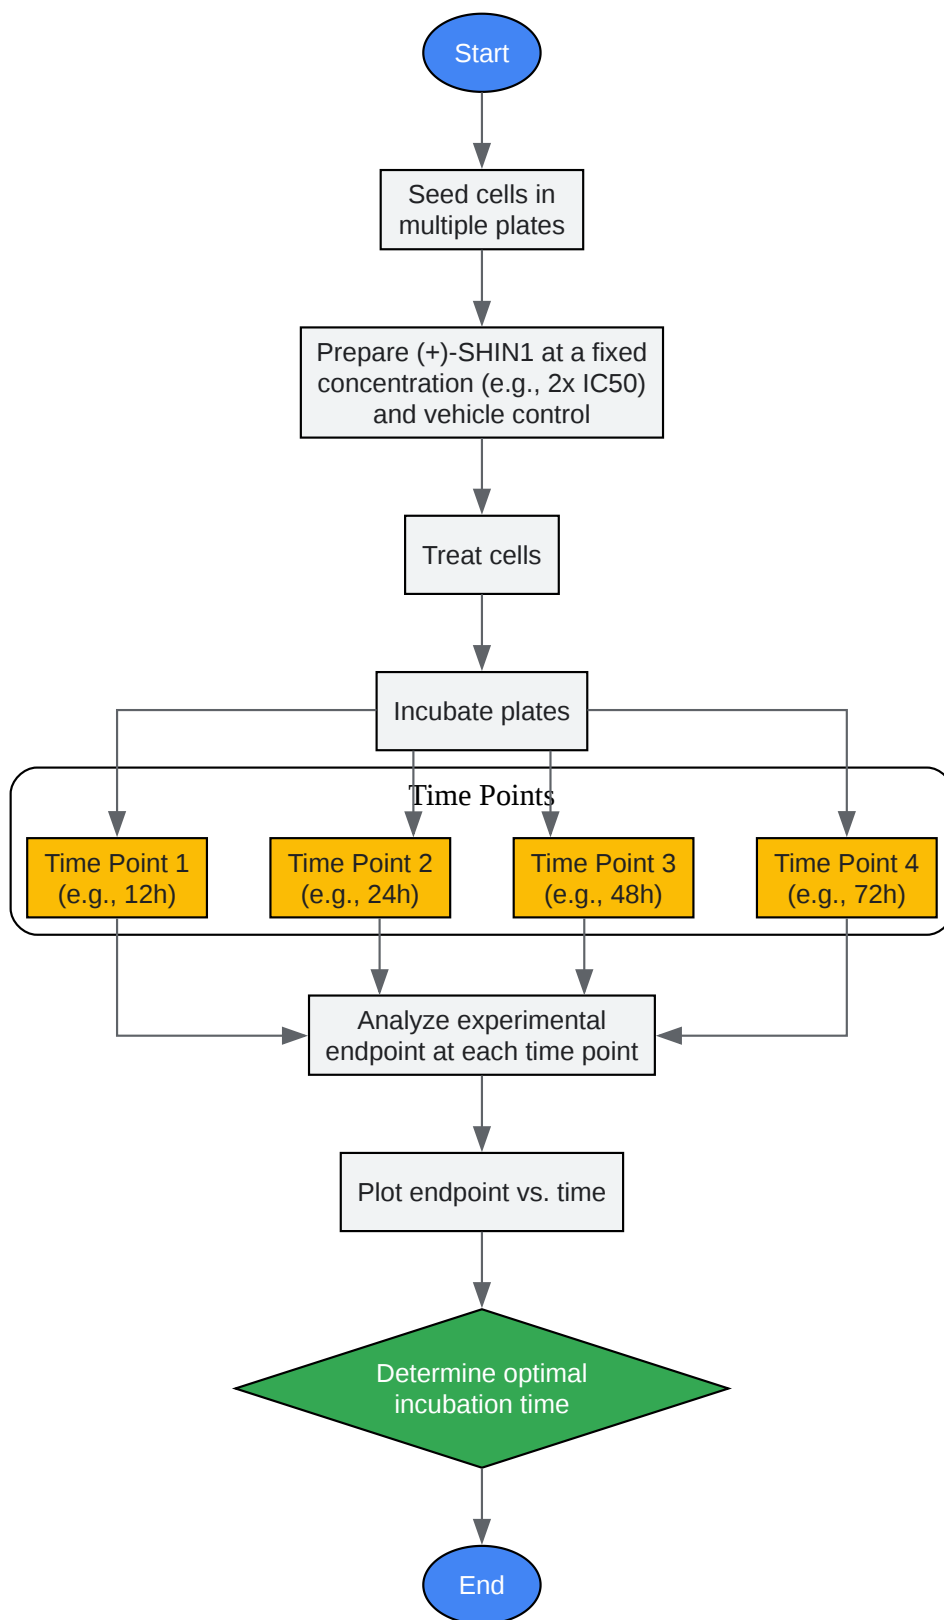 Start
Seed cells in
multiple plates
Prepare (+)-SHIN1 at a fixed
concentration (e.g., 2x IC50)
and vehicle control
Treat cells
Incubate plates
Time Points
Time Point 1
(e.g., 12h)
Time Point 2
(e.g., 24h)
Time Point 3
(e.g., 48h)
Time Point 4
(e.g., 72h)
Analyze experimental
endpoint at each time point
Plot endpoint vs. time
Determine optimal
incubation time
End